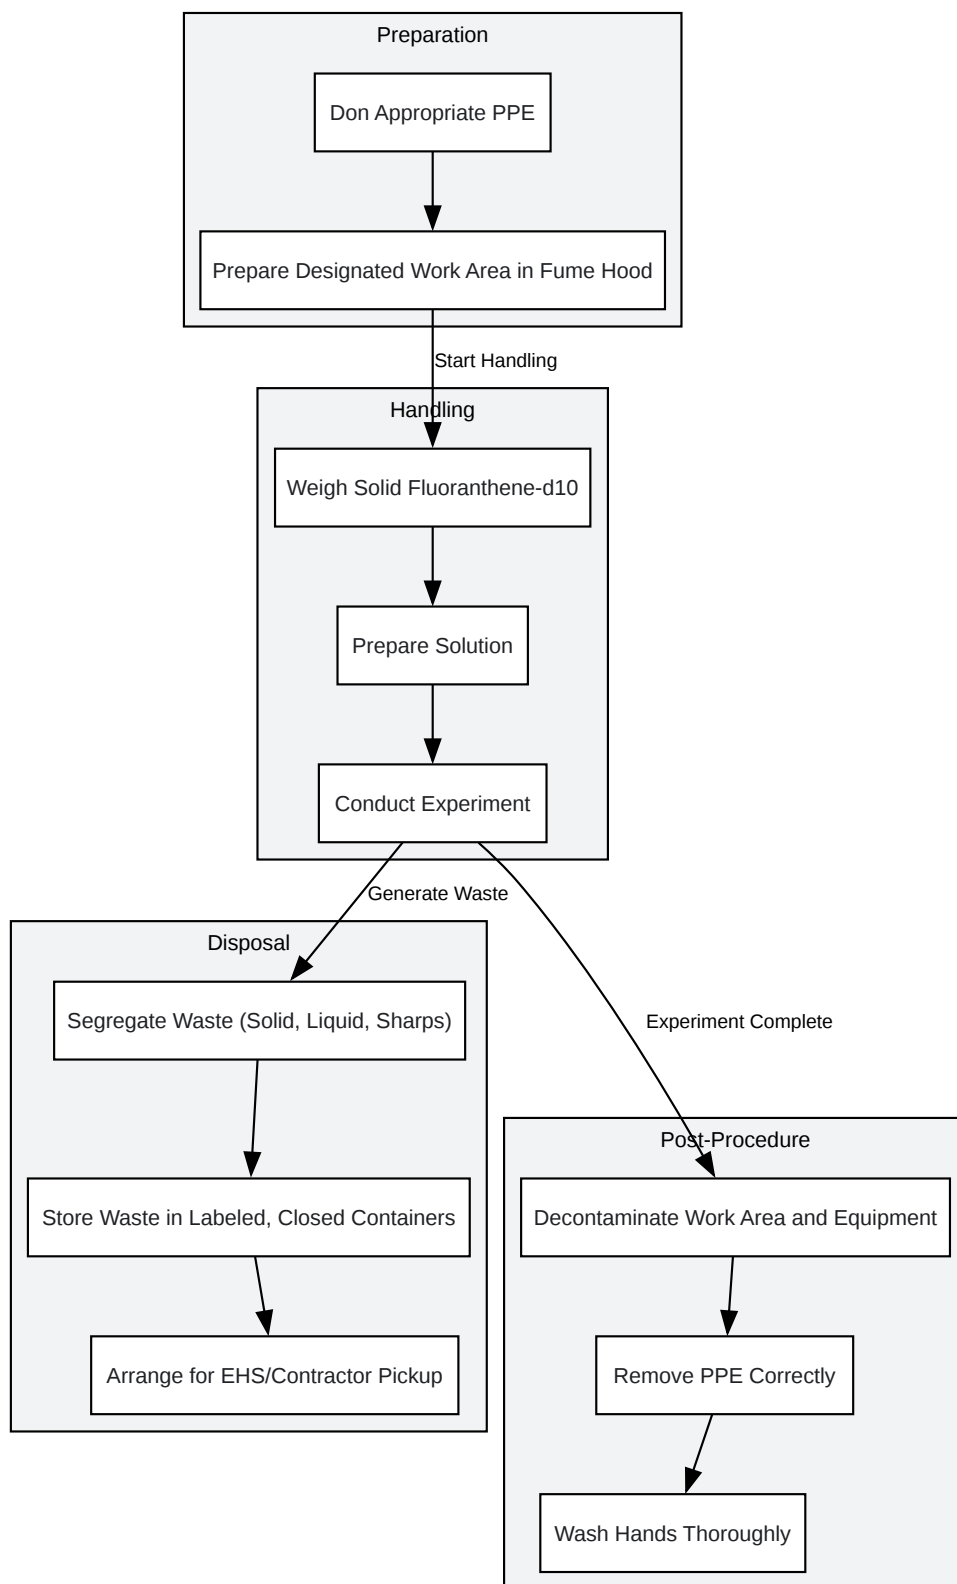 Preparation
Don Appropriate PPE
Prepare Designated Work Area in Fume Hood
Start Handling
Handling
Weigh Solid Fluoranthene-d10
Prepare Solution
Conduct Experiment
Generate Waste
Disposal
Segregate Waste (Solid, Liquid, Sharps)
Store Waste in Labeled, Closed Containers
Arrange for EHS/Contractor Pickup
Experiment Complete
Post-Procedure
Decontaminate Work Area and Equipment
Remove PPE Correctly
Wash Hands Thoroughly